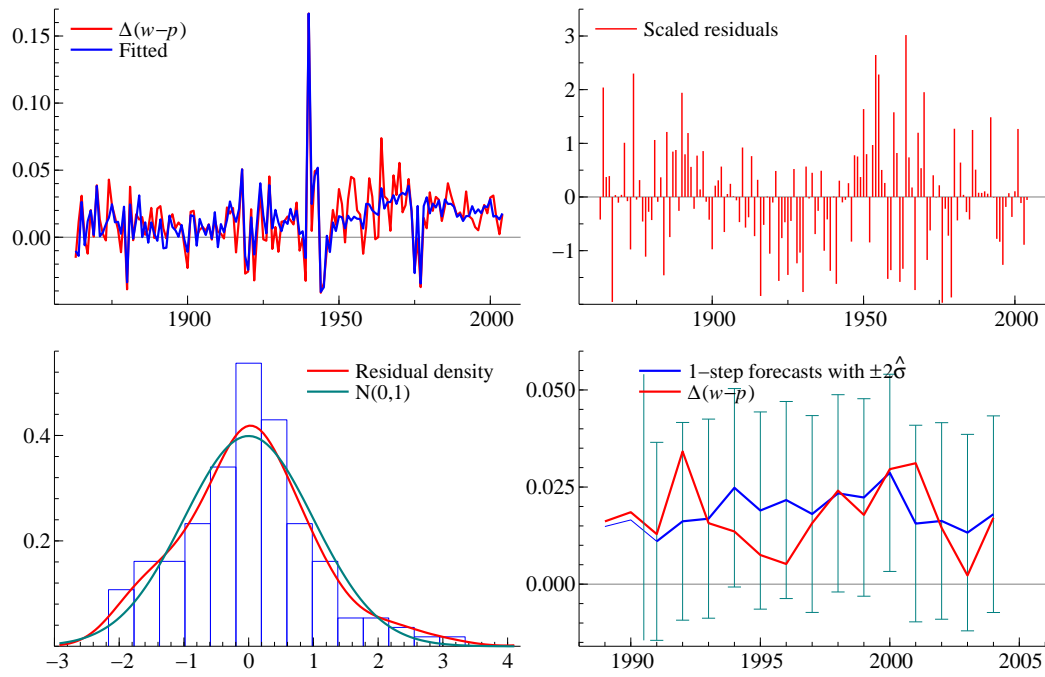 Δ(w−p)
Fitted
0.15
0.10
0.05
0.00
1900 1950 2000
Scaled residuals
3
2
1
0
−1
1900 1950 2000
Residual density
N(0,1)
0.4
0.2
−3 −2 −1 0 1 2 3 4
1−step forecasts with ±2σ̂
Δ(w−p)
0.050
0.025
0.000
1990 1995 2000 2005